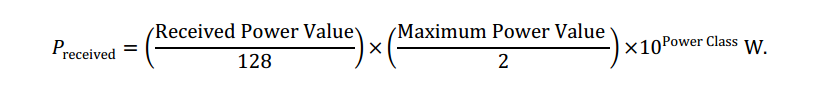 P_received = (Received Power Value / 128) × (Maximum Power Value / 2) ×10^Power Class W.